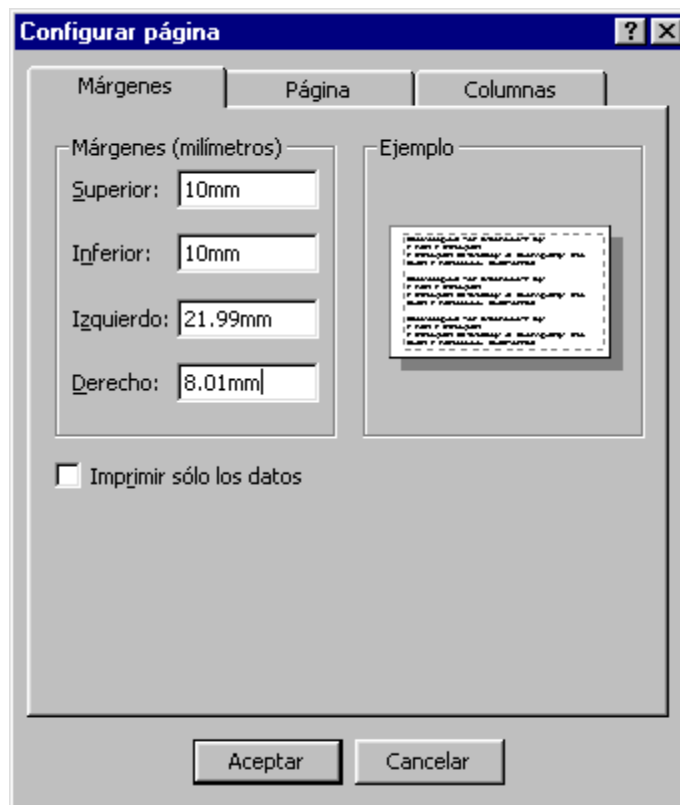 Configurar página
Márgenes Página Columnas
Márgenes (milímetros) Ejemplo
Superior: 10mm
Inferior: 10mm
Izquierdo: 21.99mm
Derecho: 8.01mm
Imprimir sólo los datos
Aceptar Cancelar